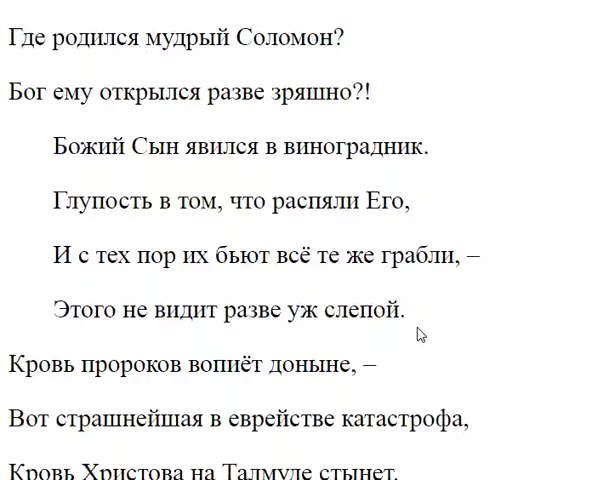 Где родился мудрый Соломон?
Бог ему открылся разве зряшно?!
Божий Сын явился в виноградник.
Глупость в том, что распяли Его,
И с тех пор их бьют всё те же грабли, –
Этого не видит разве уж слепой.
Кровь пророков вопиёт доныне, –
Вот страшнейшая в еврействе катастрофа,
Кровь Христова на Талмуде стынет.